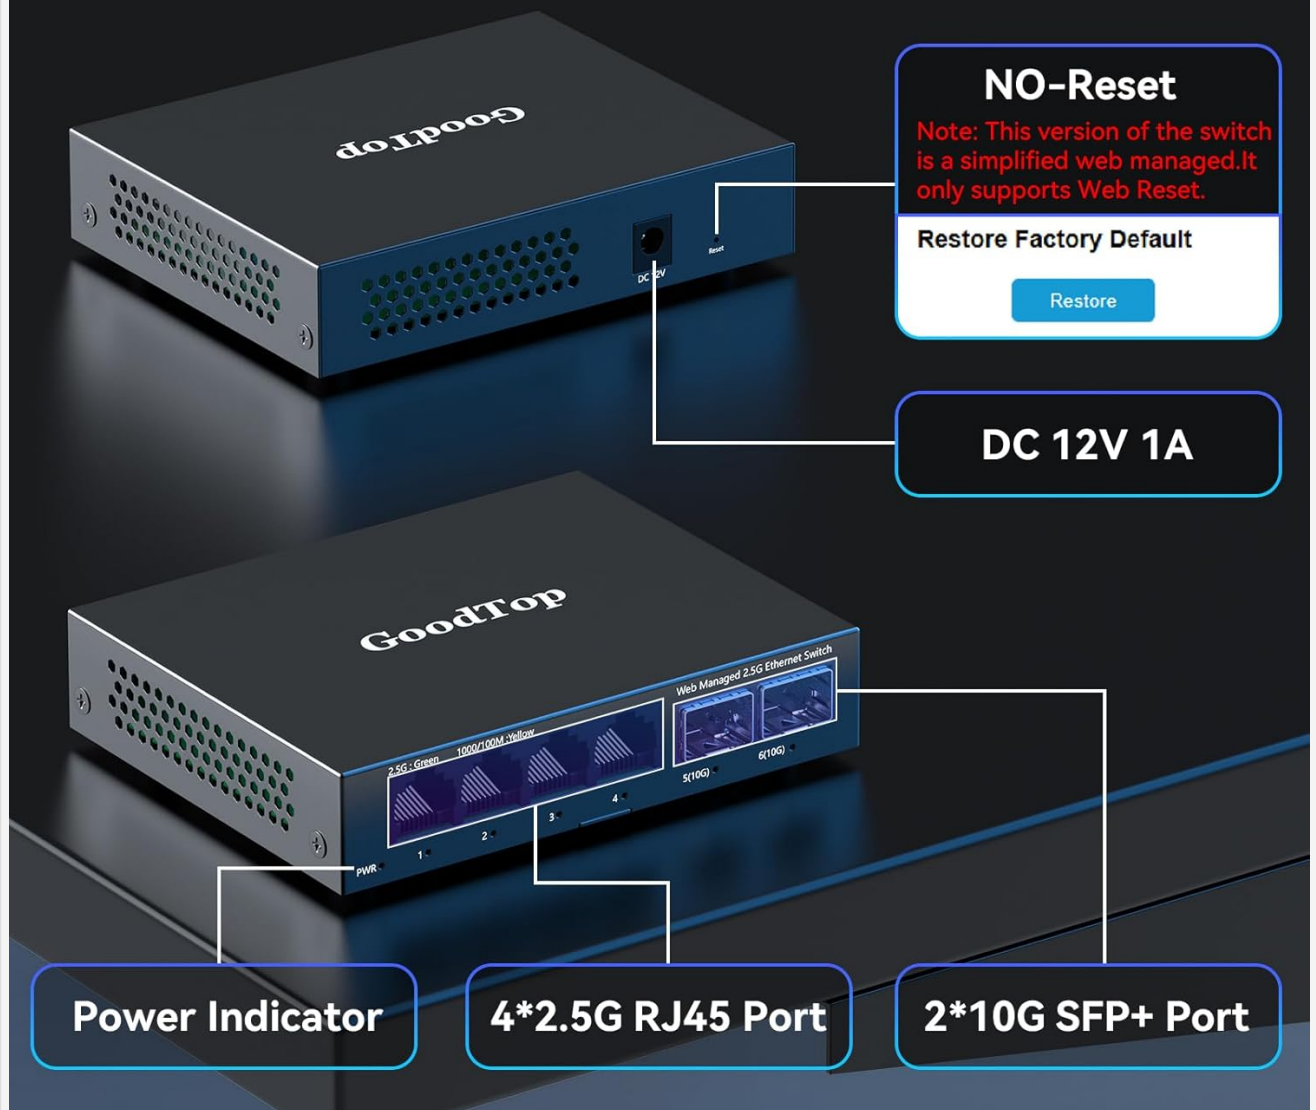 GoodTop
DC 12V
Reset
NO-Reset
Note: This version of the switch
is a simplified web managed.It
only supports Web Reset.
Restore Factory Default
Restore
DC 12V 1A
GoodTop
Web Managed 2.5G Ethernet Switch
2.5G : Green 1000/100M :Yellow
5(10G) 6(10G)
PWR 1 2 3 4
Power Indicator
4*2.5G RJ45 Port
2*10G SFP+ Port